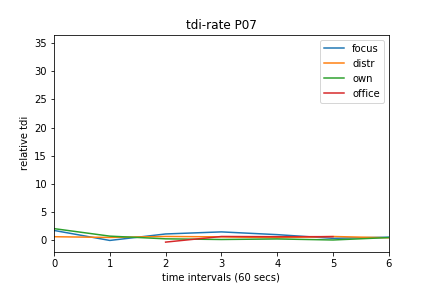 tdi-rate P07
focus
distr
own
office
relative tdi
35
30
25
20
15
10
5
0
0 1 2 3 4 5 6
time intervals (60 secs)